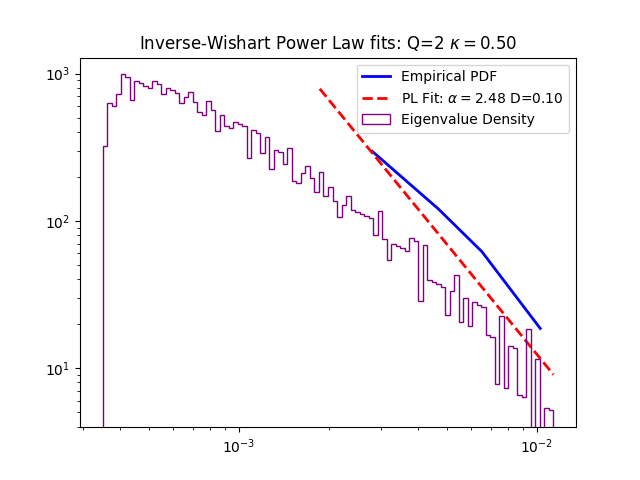 Inverse-Wishart Power Law fits: Q=2 κ = 0.50
Empirical PDF
PL Fit: α = 2.48 D=0.10
Eigenvalue Density
10³
10²
10¹
10⁻³
10⁻²